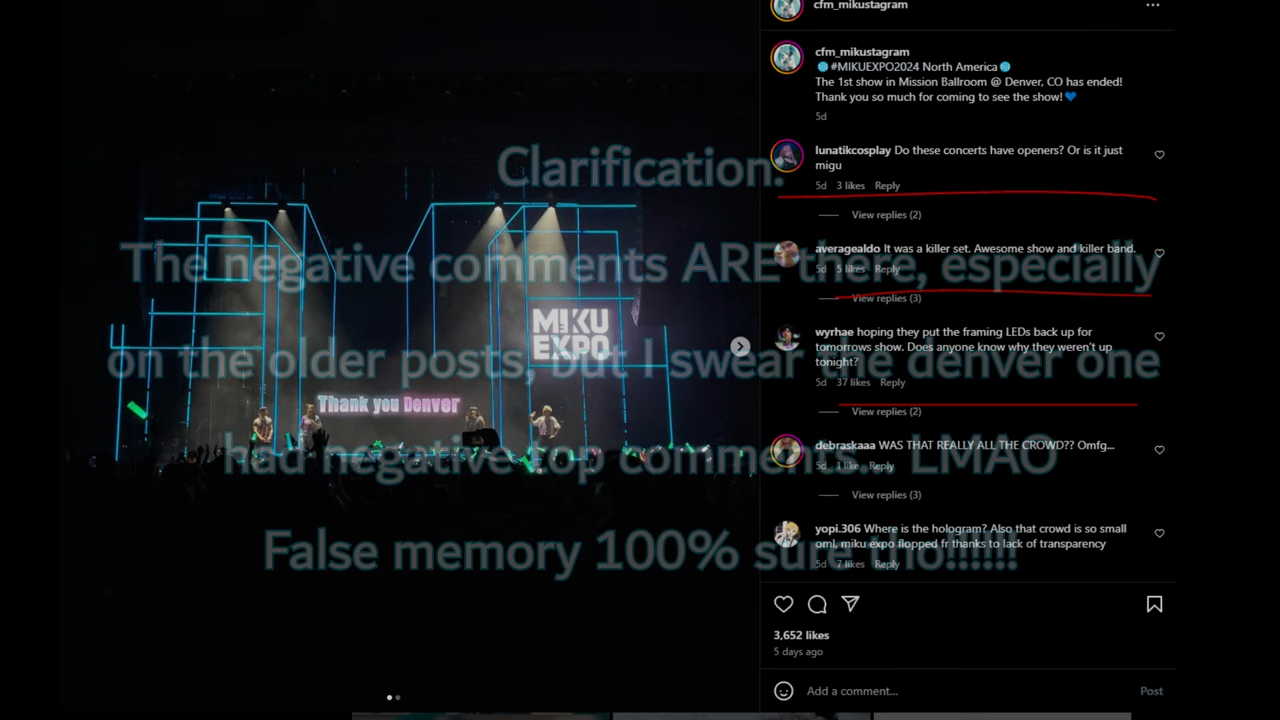 cfm_mikustagram
cfm_mikustagram
#MIKUEXPO2024 North America
The 1st show in Mission Ballroom @ Denver, CO has ended!
Thank you so much for coming to see the show!
5d
lunatikcosplay Do these concerts have openers? Or is it just
migu
5d 3 likes Reply
View replies (2)
averagealdo It was a killer set. Awesome show and killer band.
5d 5 likes Reply
View replies (3)
wyrhae hoping they put the framing LEDs back up for
tomorrows show. Does anyone know why they weren't up
tonight?
5d 37 likes Reply
View replies (2)
debraskaaa WAS THAT REALLY ALL THE CROWD?? Omfg...
5d 1 like Reply
View replies (3)
yopi.306 Where is the hologram? Also that crowd is so small
oml, miku expo flopped fr thanks to lack of transparency
5d 7 likes Reply
3,652 likes
5 days ago
Add a comment... Post
Clarification.
The negative comments ARE there, especially
on the older posts, but I swear the denver one
had negative top comments... LMAO
False memory 100% sure tho!!!!!!
MIKU
EXPO
Thank you Denver